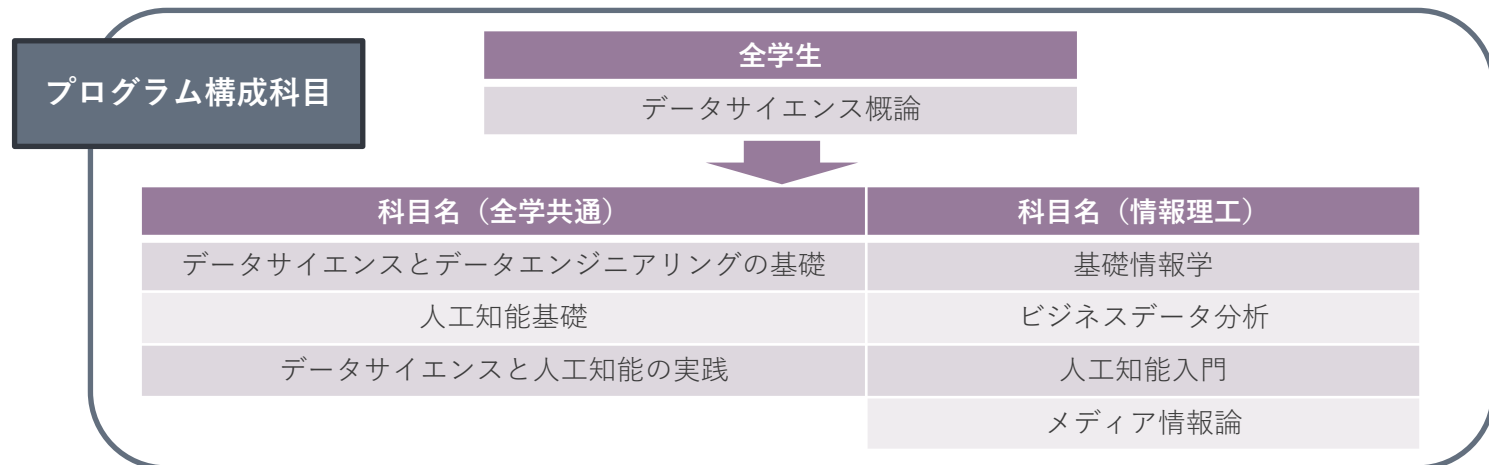 プログラム構成科目
全学生
データサイエンス概論
科目名（全学共通） 科目名（情報理工）
データサイエンスとデータエンジニアリングの基礎 基礎情報学
人工知能基礎 ビジネスデータ分析
データサイエンスと人工知能の実践 人工知能入門
メディア情報論